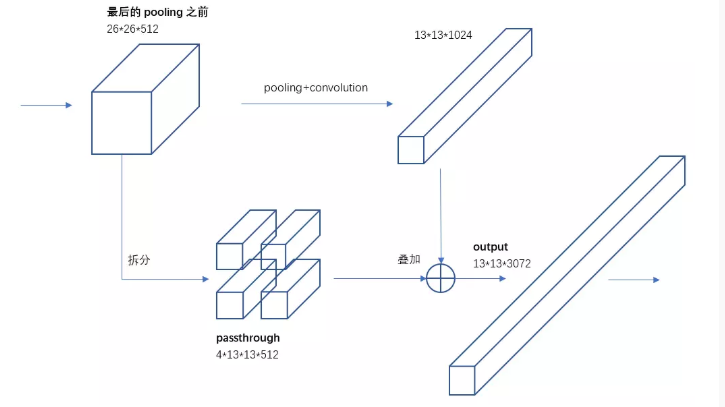 最后的 pooling 之前
26*26*512
13*13*1024
pooling+convolution
拆分
叠加
output
13*13*3072
passthrough
4*13*13*512